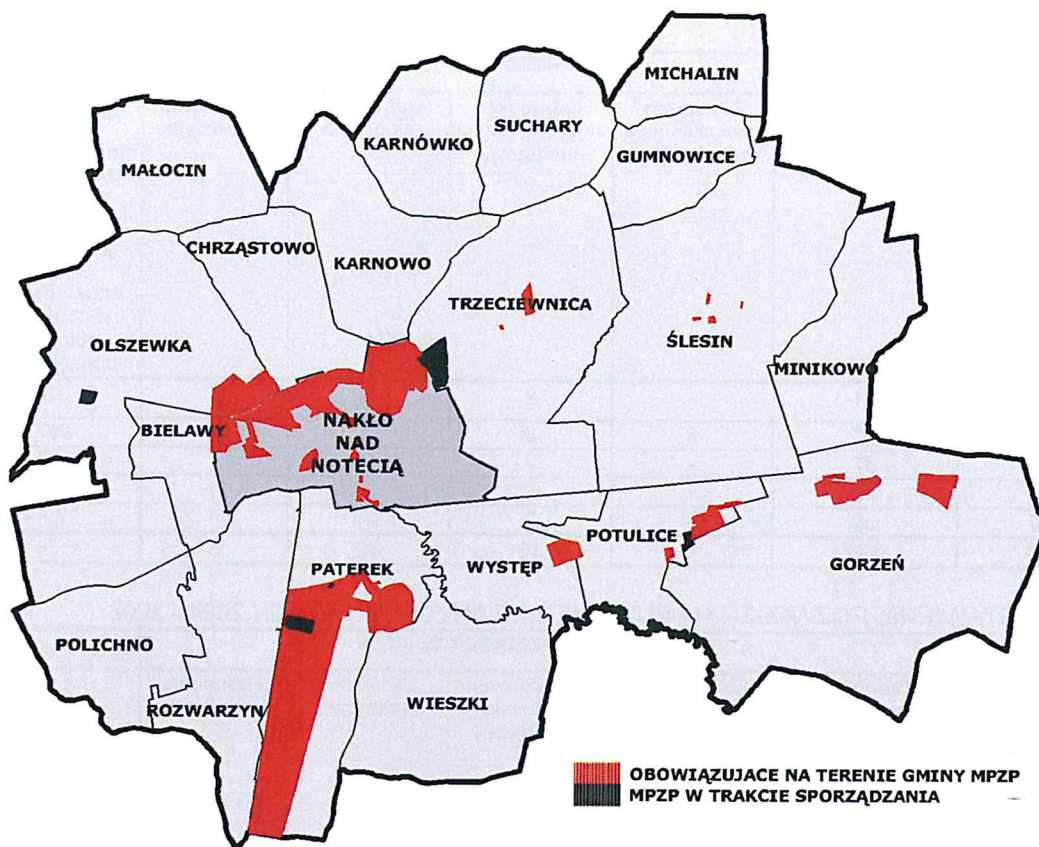 MICHALIN
SUCHARY
KARNÓWKO
GUMNOWICE
MAŁOCIN
CHRZĄSTOWO
KARNOWO
TRZECIEWNICA
ŚLESIN
OLSZEWKA
MINIKOWO
BIELAWY
NAKŁO
NAD
NOTECIĄ
POTULICE
WYSTĘP
GORZEŃ
PATEREK
POLICHNO
WIESZKI
ROZWARZYN
OBOWIĄZUJACE NA TERENIE GMINY MPZP
MPZP W TRAKCIE SPORZĄDZANIA